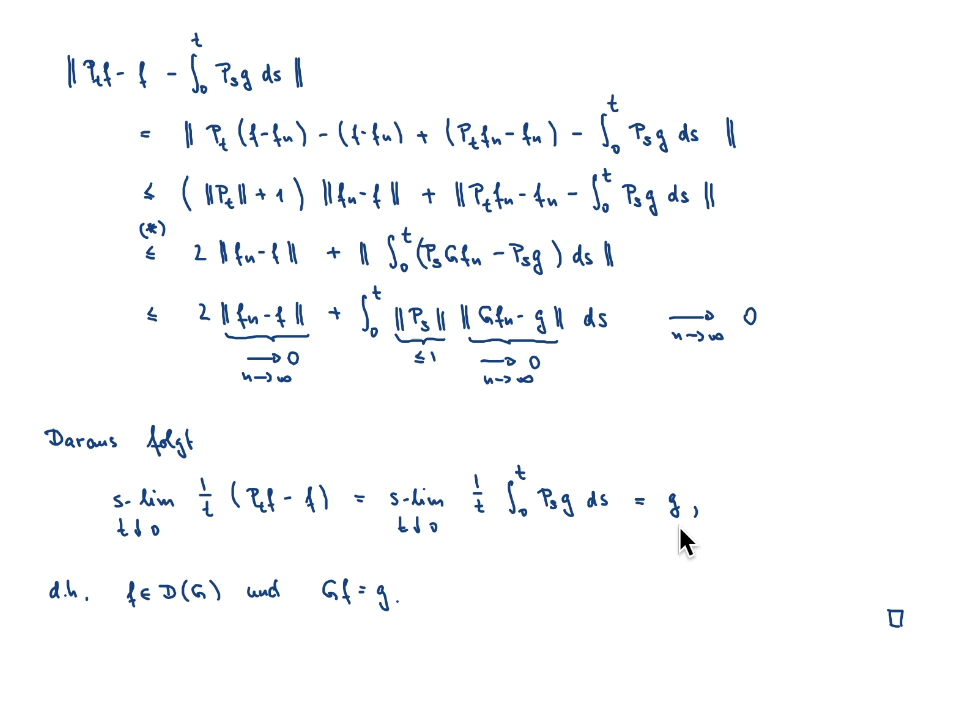 ‖ P_t f - f - ∫_0^t P_s g ds ‖
= ‖ P_t (f-f_n) - (f-f_n) + (P_t f_n - f_n) - ∫_0^t P_s g ds ‖
≤ ( ‖P_t‖ + 1 ) ‖f_n - f‖ + ‖ P_t f_n - f_n - ∫_0^t P_s g ds ‖
(*)
≤ 2 ‖f_n - f‖ + ‖ ∫_0^t (P_s G f_n - P_s g) ds ‖
≤ 2 ‖f_n - f‖ + ∫_0^t ‖P_s‖ ‖G f_n - g‖ ds ⟶ 0
n→∞
⟶ 0 ≤ 1 ⟶ 0
n→∞ n→∞
Daraus folgt
s-lim 1/t (P_t f - f) = s-lim 1/t ∫_0^t P_s g ds = g,
t↓0 t↓0
d.h. f ∈ D(G) und Gf = g.
□